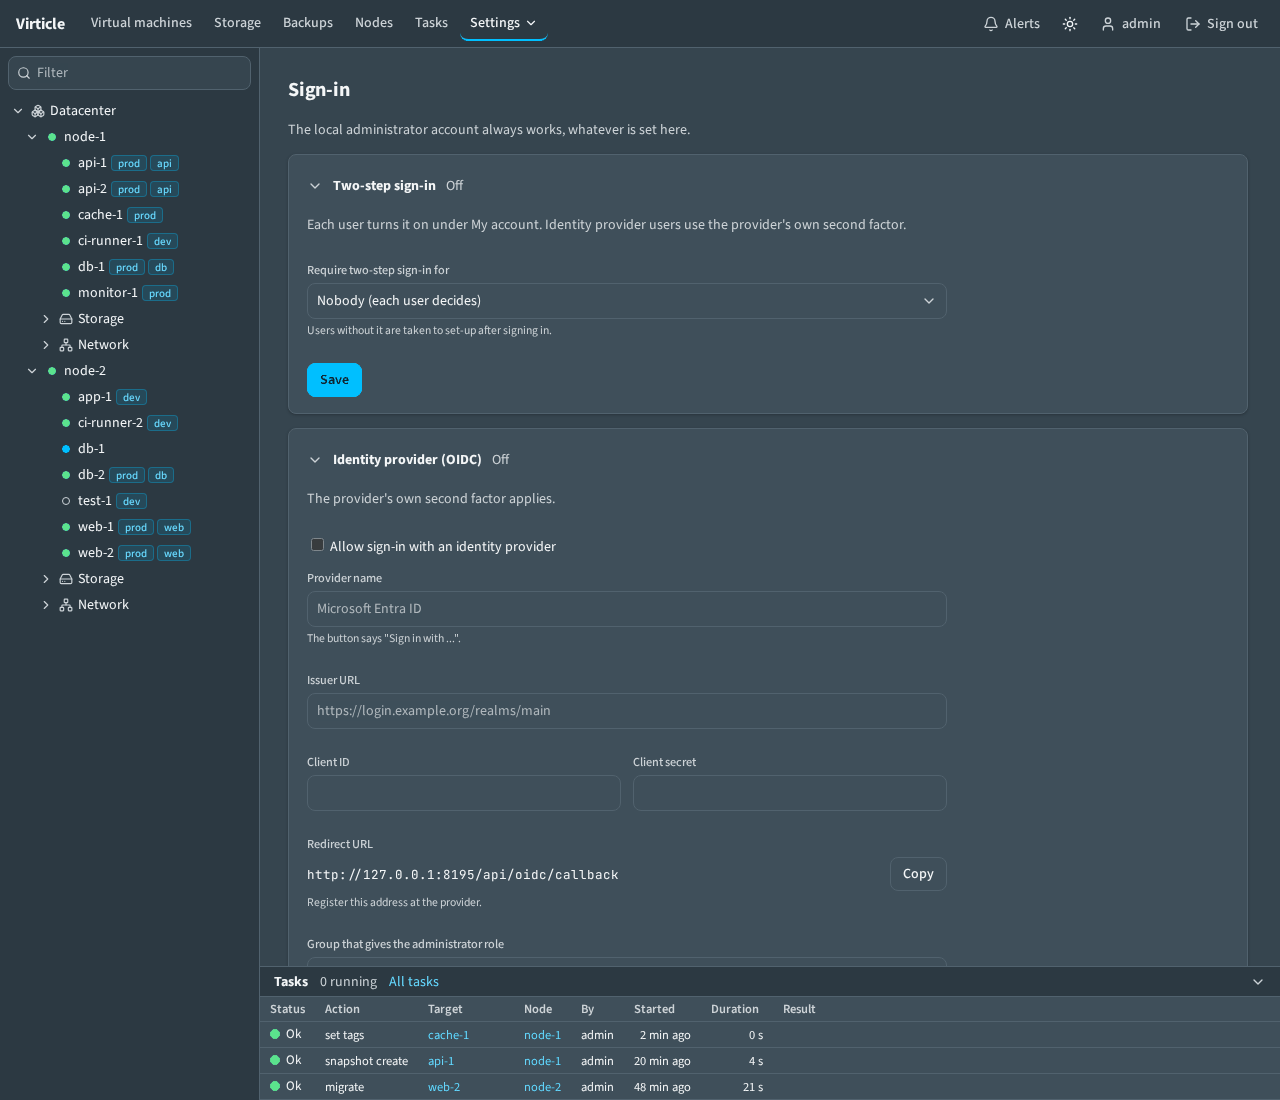 Virticle Virtual machines Storage Backups Nodes Tasks Settings Alerts admin Sign out
Filter
Datacenter
node-1
api-1 prod api
api-2 prod api
cache-1 prod
ci-runner-1 dev
db-1 prod db
monitor-1 prod
Storage
Network
node-2
app-1 dev
ci-runner-2 dev
db-1
db-2 prod db
test-1 dev
web-1 prod web
web-2 prod web
Storage
Network
Sign-in
The local administrator account always works, whatever is set here.
Two-step sign-in Off
Each user turns it on under My account. Identity provider users use the provider's own second factor.
Require two-step sign-in for
Nobody (each user decides)
Users without it are taken to set-up after signing in.
Save
Identity provider (OIDC) Off
The provider's own second factor applies.
Allow sign-in with an identity provider
Provider name
Microsoft Entra ID
The button says "Sign in with ...".
Issuer URL
https://login.example.org/realms/main
Client ID Client secret
Redirect URL
http://127.0.0.1:8195/api/oidc/callback Copy
Register this address at the provider.
Group that gives the administrator role
Tasks 0 running All tasks
Status Action Target Node By Started Duration Result
Ok set tags cache-1 node-1 admin 2 min ago 0 s
Ok snapshot create api-1 node-1 admin 20 min ago 4 s
Ok migrate web-2 node-2 admin 48 min ago 21 s